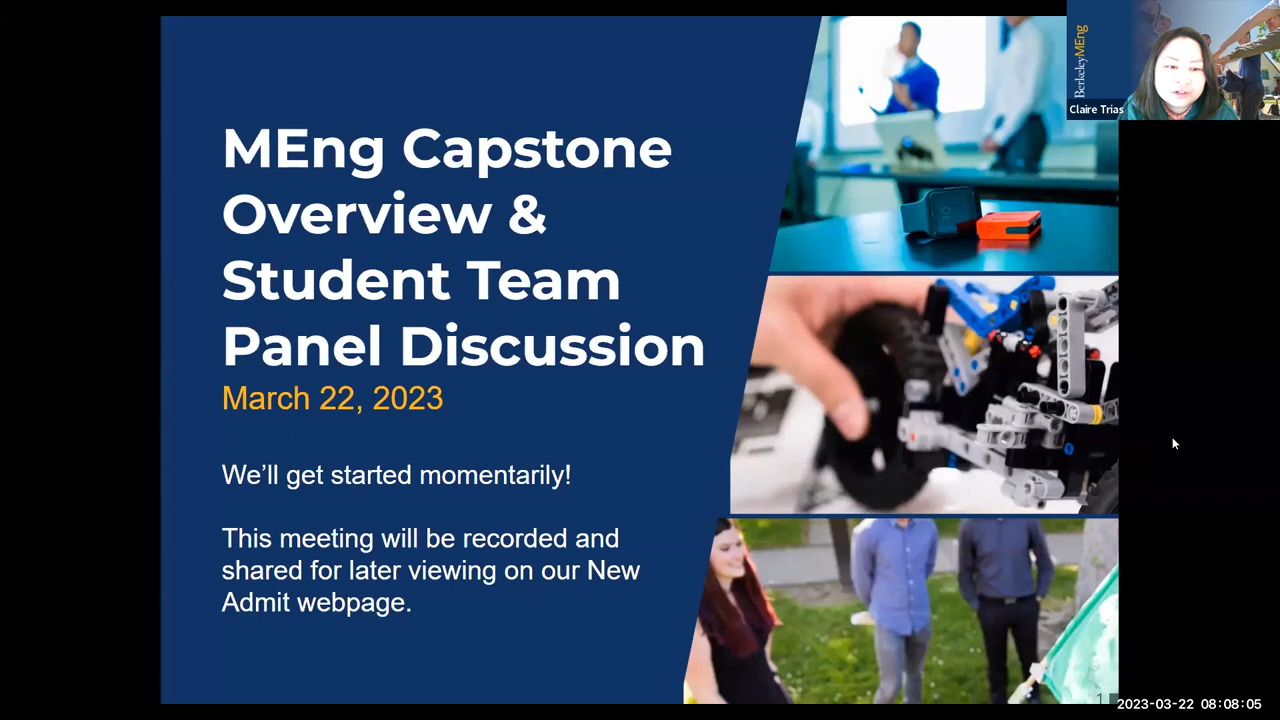 MEng Capstone
Overview &
Student Team
Panel Discussion
March 22, 2023
We'll get started momentarily!
This meeting will be recorded and
shared for later viewing on our New
Admit webpage.
BerkeleyMEng
Claire Trias
1
2023-03-22 08:08:05